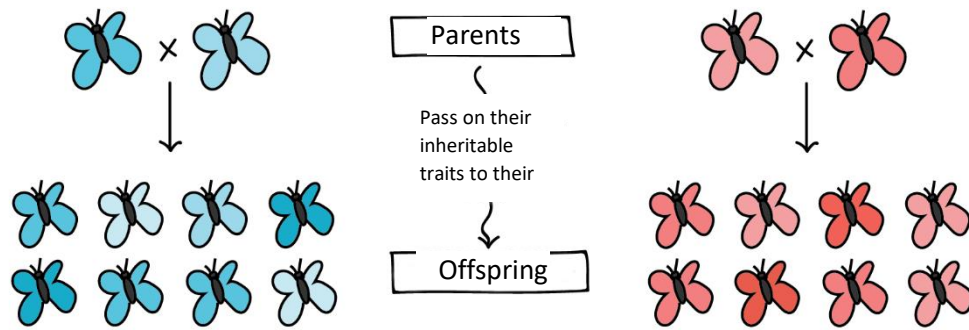 Parents
Pass on their
inheritable
traits to their
Offspring